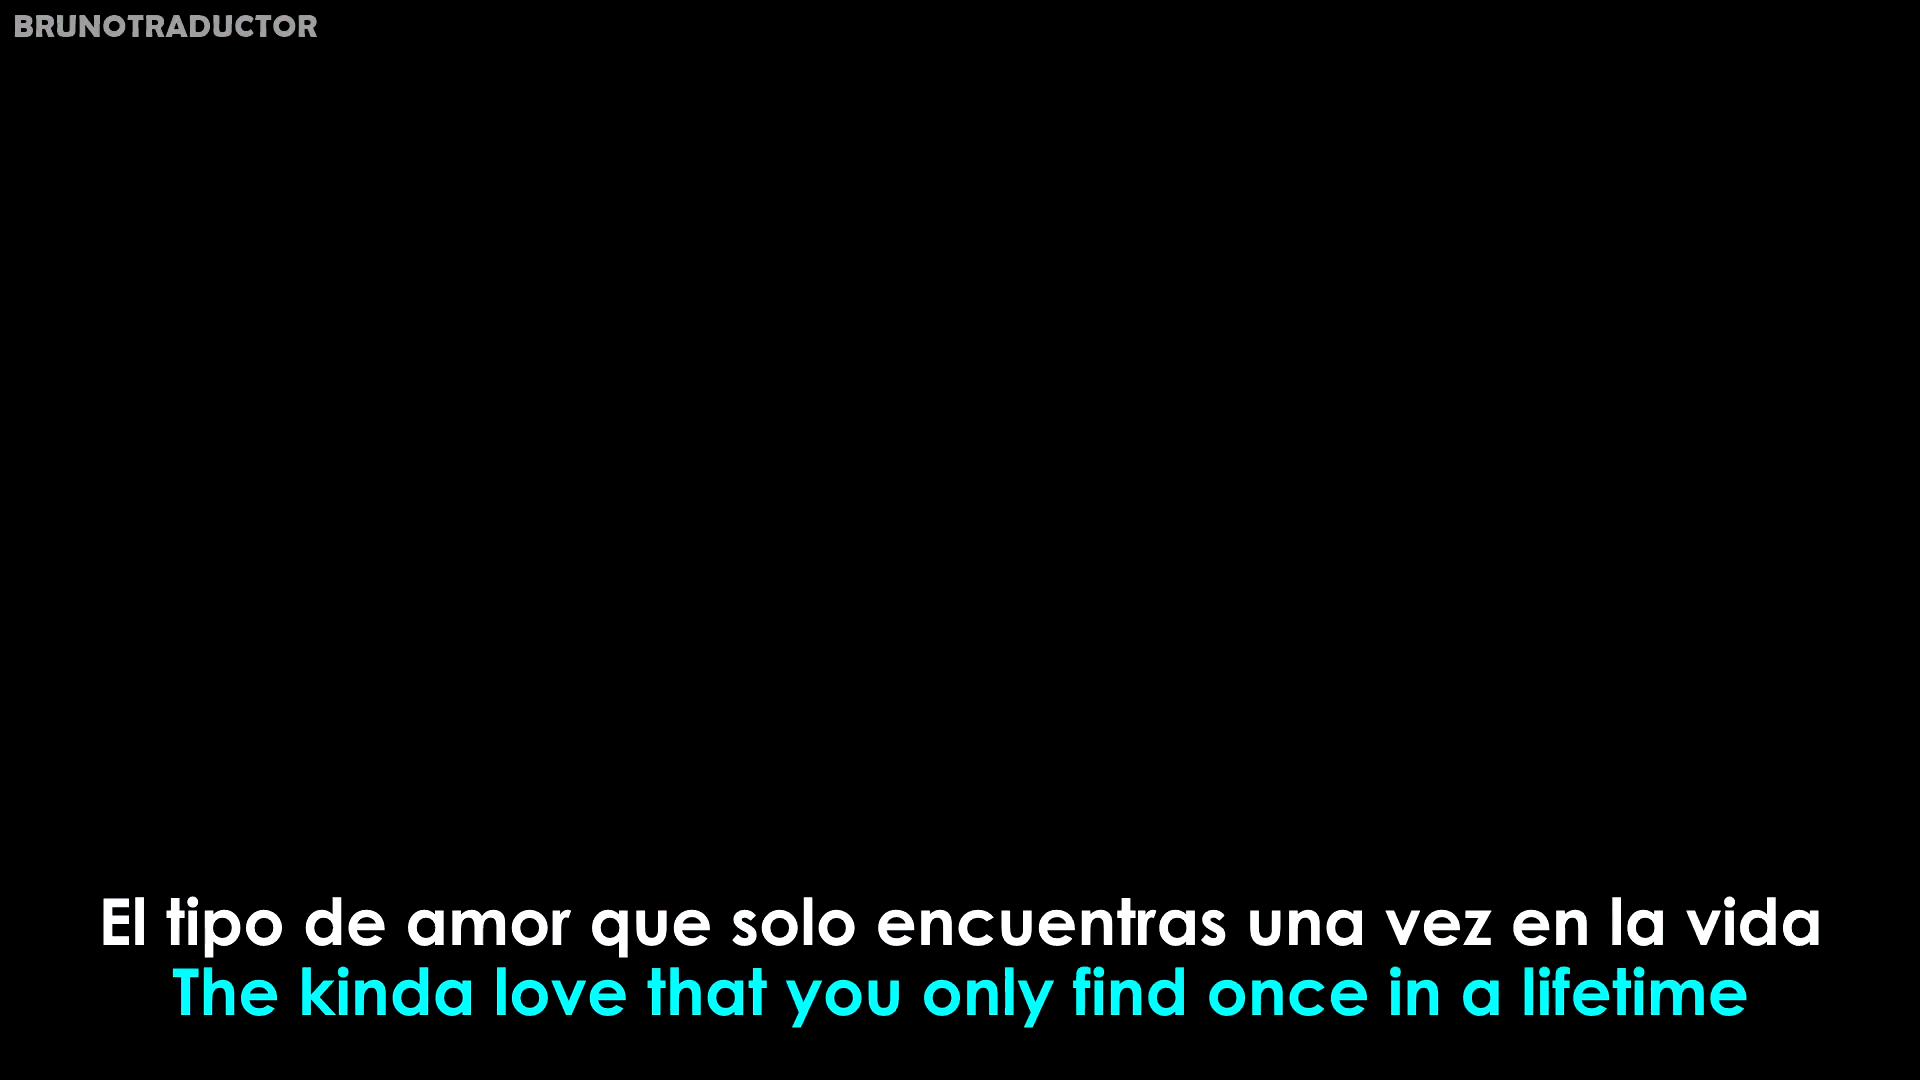 BRUNOTRADUCTOR
El tipo de amor que solo encuentras una vez en la vida
The kinda love that you only find once in a lifetime